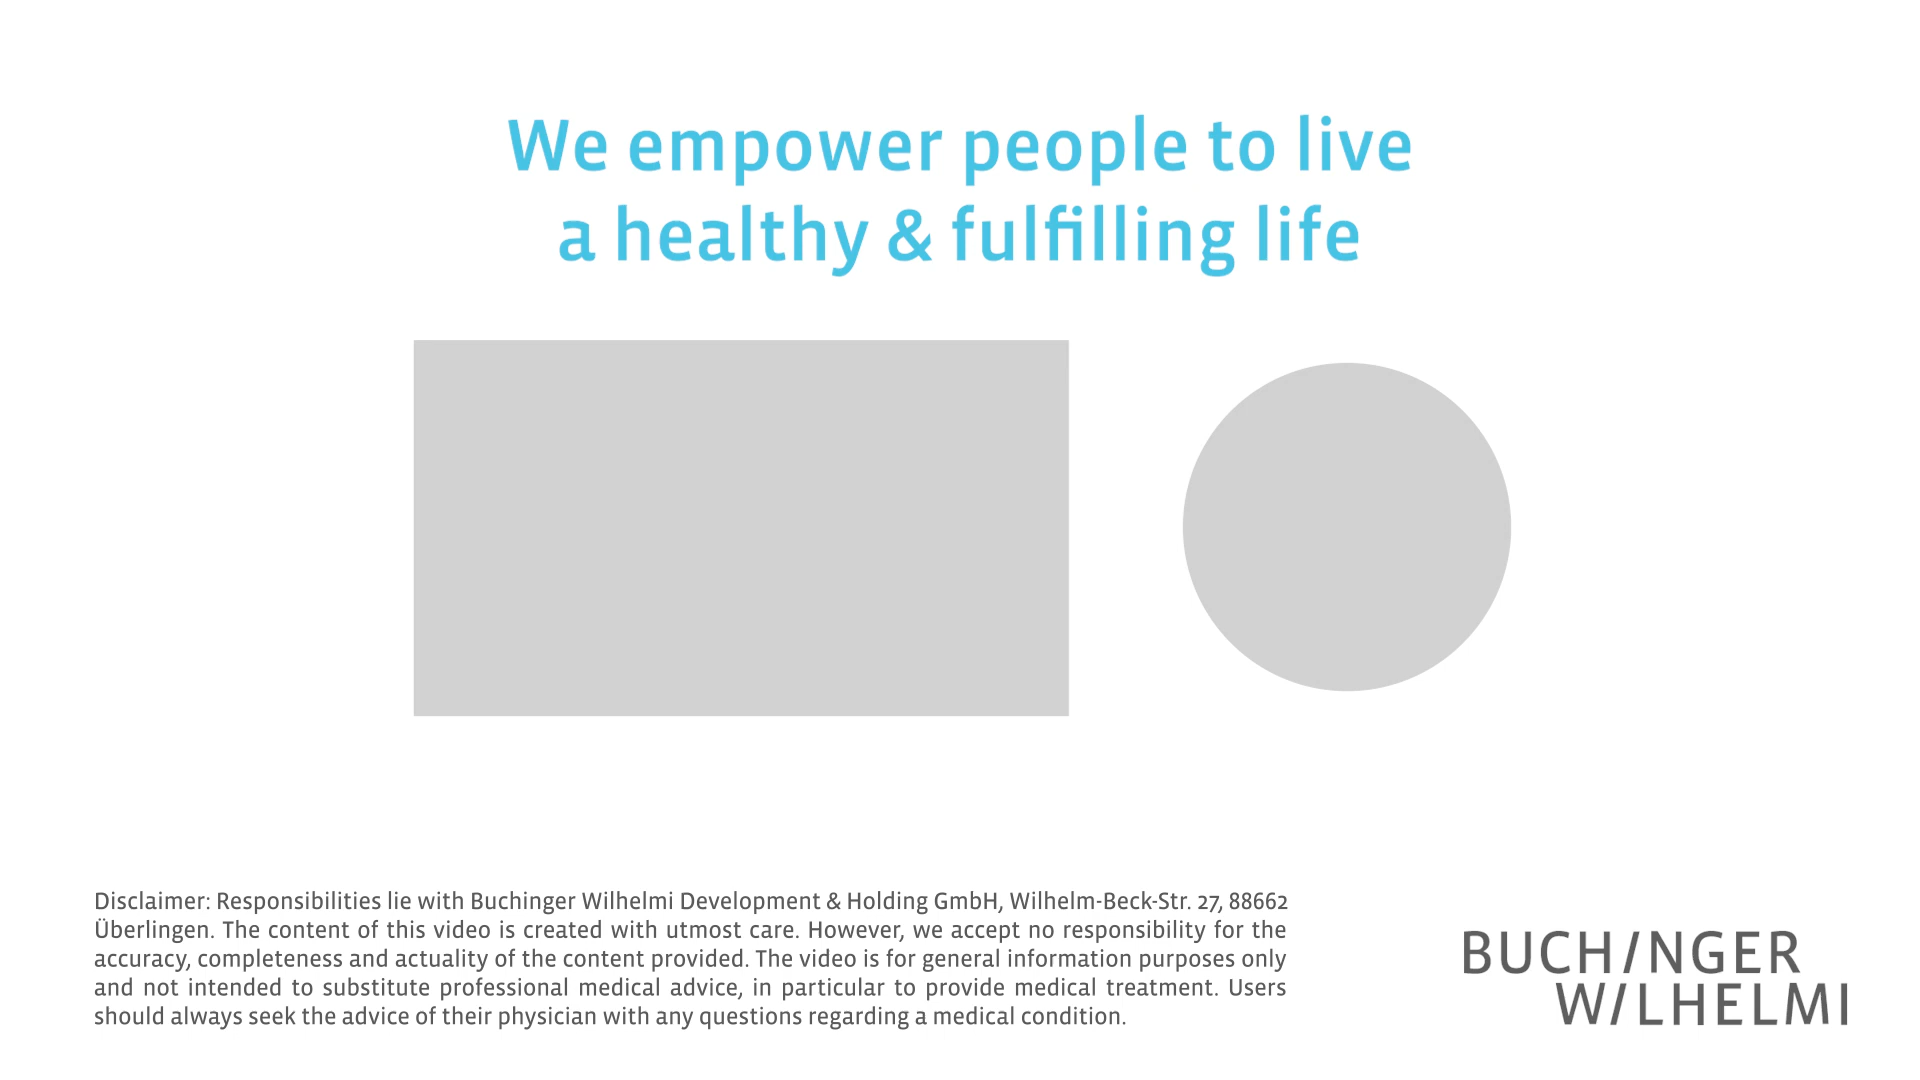 We empower people to live
a healthy & fulfilling life
Disclaimer: Responsibilities lie with Buchinger Wilhelmi Development & Holding GmbH, Wilhelm-Beck-Str. 27, 88662
Überlingen. The content of this video is created with utmost care. However, we accept no responsibility for the
accuracy, completeness and actuality of the content provided. The video is for general information purposes only
and not intended to substitute professional medical advice, in particular to provide medical treatment. Users
should always seek the advice of their physician with any questions regarding a medical condition.
BUCHINGER
WILHELMI